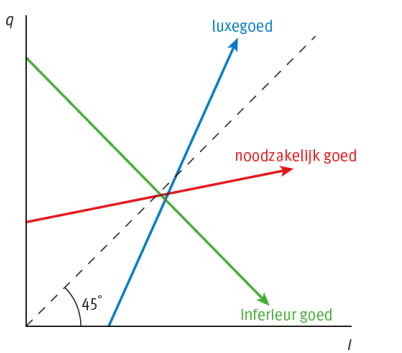 q
luxegoed
noodzakelijk goed
45°
Inferieur goed
I